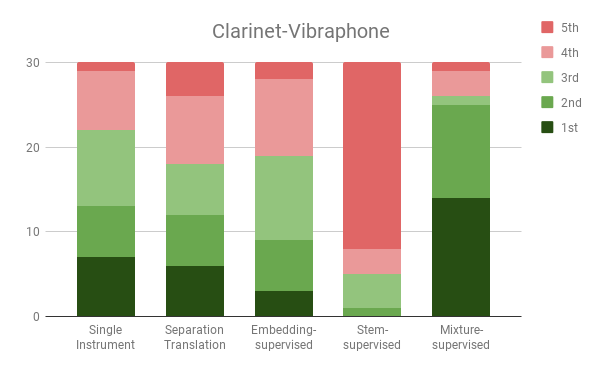 Clarinet-Vibraphone
5th
4th
3rd
2nd
1st
30
20
10
0
Single
Instrument
Separation
Translation
Embedding-
supervised
Stem-
supervised
Mixture-
supervised